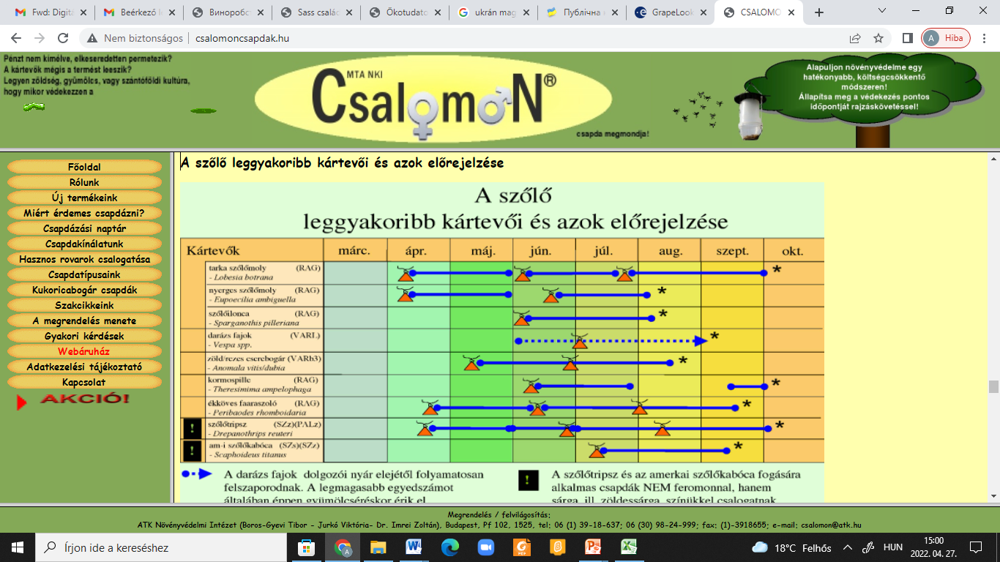 Fwd: Digit
Beérkező l
Виноробс
Sass család
Ökotudato
ukrán mag
Публічна
GrapeLook
CSALOMO
Nem biztonságos
csalomoncsapdak.hu
A
Hiba
Pénzt nem kímélve, elkeseredetten permetezik?
A kártevők mégis a termést leeszik?
Legyen zöldség, gyümölcs, vagy szántóföldi kultúra,
hogy mikor védekezzen a
MTA NKI
CsalomoN®
csapda megmondja!
Alapuljon növényvédelme egy
hatékonyabb, költségcsökkentő
módszeren!
Állapítsa meg a védekezés pontos
időpontját rajzáskövetéssel!
Főoldal
Rólunk
Új termékeink
Miért érdemes csapdázni?
Csapdázási naptár
Csapdakínálatunk
Hasznos rovarok csalogatása
Csapdatípusaink
Kukoricabogár csapdák
Szakcikkeink
A megrendelés menete
Gyakori kérdések
Webáruház
Adatkezelési tájékoztató
Kapcsolat
AKCIÓ!
A szőlő leggyakoribb kártevői és azok előrejelzése
A szőlő
leggyakoribb kártevői és azok előrejelzése
Kártevők márc. ápr. máj. jún. júl. aug. szept. okt.
tarka szőlőmoly (RAG)
- Lobesia botrana
*
nyerges szőlőmoly (RAG)
- Eupoecilia ambiguella
*
szőlőilonca (RAG)
- Sparganothis pilleriana
*
darázs fajok (VARL)
- Vespa spp.
*
zöld/rezes cserebogár (VARb3)
- Anomala vitis/dubia
*
kormospille (RAG)
- Theresimima ampelophaga
*
ékköves faaraszoló (RAG)
- Peribaodes rhomboidaria
*
! szőlőtripsz (SZz)(PALz)
- Drepanothrips reuteri
*
! am-i szőlőkabóca (SZs)(SZz)
- Scaphoideus titanus
*
A darázs fajok dolgozói nyár elejétől folyamatosan
felszaporodnak. A legmagasabb egyedszámot
általában éppen gyümölcséréskor érik el
! A szőlőtripsz és az amerkai szőlőkabóca fogására
alkalmas csapdák NEM feromonnal, hanem
sárga, ill. zöldessárga, színükkel csalogatnak
Megrendelés / felvilágosítás:
ATK Növényvédelmi Intézet (Boros-Gyevi Tibor - Jurkó Viktória- Dr. Imrei Zoltán), Budapest, Pf 102, 1525, tel: 06 (1) 39-18-637; 06 (30) 98-24-999; fax: (1)-3918655; e-mail: csalomon@atk.hu
Írjon ide a kereséshez
18°C Felhős
HUN
15:00
2022. 04. 27.